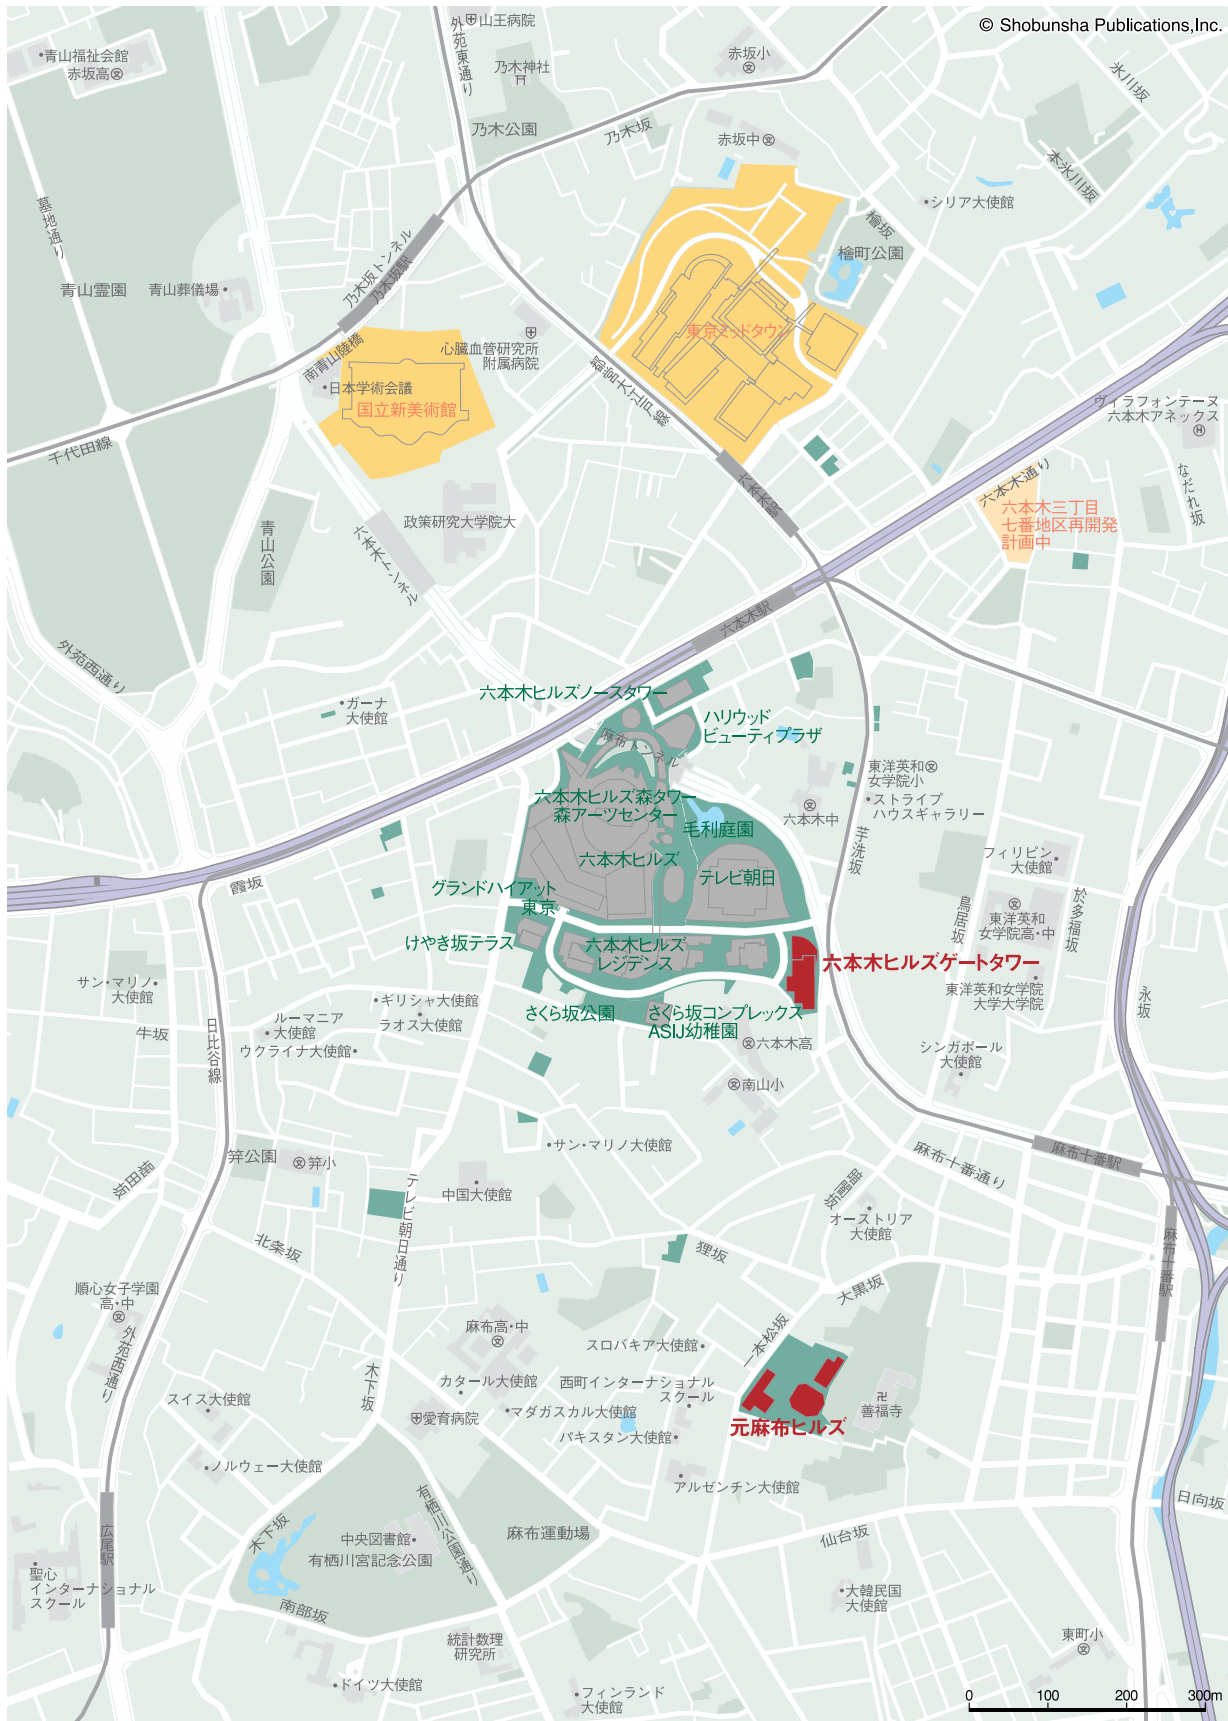 © Shobunsha Publications,Inc.
外苑東通り
山王病院
青山福祉会館
赤坂高
乃木神社
赤坂小
氷川坂
乃木公園
乃木坂
赤坂中
本氷川坂
墓地通り
シリア大使館
檜坂
檜町公園
乃木坂トンネル
乃木坂駅
青山霊園
青山葬儀場
南青山陸橋
心臓血管研究所
附属病院
東京ミッドタウン
日本学術会議
国立新美術館
都営大江戸線
ヴィラフォンテーヌ
六本木アネックス
千代田線
六本木駅
六本木通り
なだれ坂
六本木三丁目
七番地区再開発
計画中
政策研究大学院大
青山公園
六本木トンネル
六本木駅
外苑西通り
ガーナ
大使館
六本木ヒルズノースタワー
ハリウッド
ビューティプラザ
麻布トンネル
東洋英和
女学院小
六本木ヒルズ森タワー
森アーツセンター
ストライプ
ハウスギャラリー
六本木中
毛利庭園
芋洗坂
六本木ヒルズ
テレビ朝日
フィリピン
大使館
霞坂
グランドハイアット
東京
鳥居坂
東洋英和
女学院高・中
於多福坂
けやき坂テラス
六本木ヒルズ
レジデンス
六本木ヒルズゲートタワー
サン・マリノ
大使館
東洋英和女学院
大学大学院
永坂
ギリシャ大使館
さくら坂公園
さくら坂コンプレックス
ASIJ幼稚園
牛坂
日比谷線
ルーマニア
大使館
ラオス大使館
ウクライナ大使館
六本木高
シンガポール
大使館
南山小
サン・マリノ大使館
麻布十番通り
麻布十番駅
笄公園
笄小
中国大使館
テレビ朝日通り
オーストリア
大使館
北条坂
狸坂
麻布十番駅
大黒坂
順心女子学園
高・中
外苑西通り
麻布高・中
スロバキア大使館
一本松坂
木下坂
スイス大使館
カタール大使館
西町インターナショナル
スクール
愛育病院
マダガスカル大使館
善福寺
パキスタン大使館
元麻布ヒルズ
ノルウェー大使館
アルゼンチン大使館
有栖川公園通り
日向坂
木下坂
中央図書館
有栖川宮記念公園
麻布運動場
仙台坂
広尾駅
聖心
インターナショナル
スクール
南部坂
大韓民国
大使館
統計数理
研究所
東町小
ドイツ大使館
フィンランド
大使館
0 100 200 300m